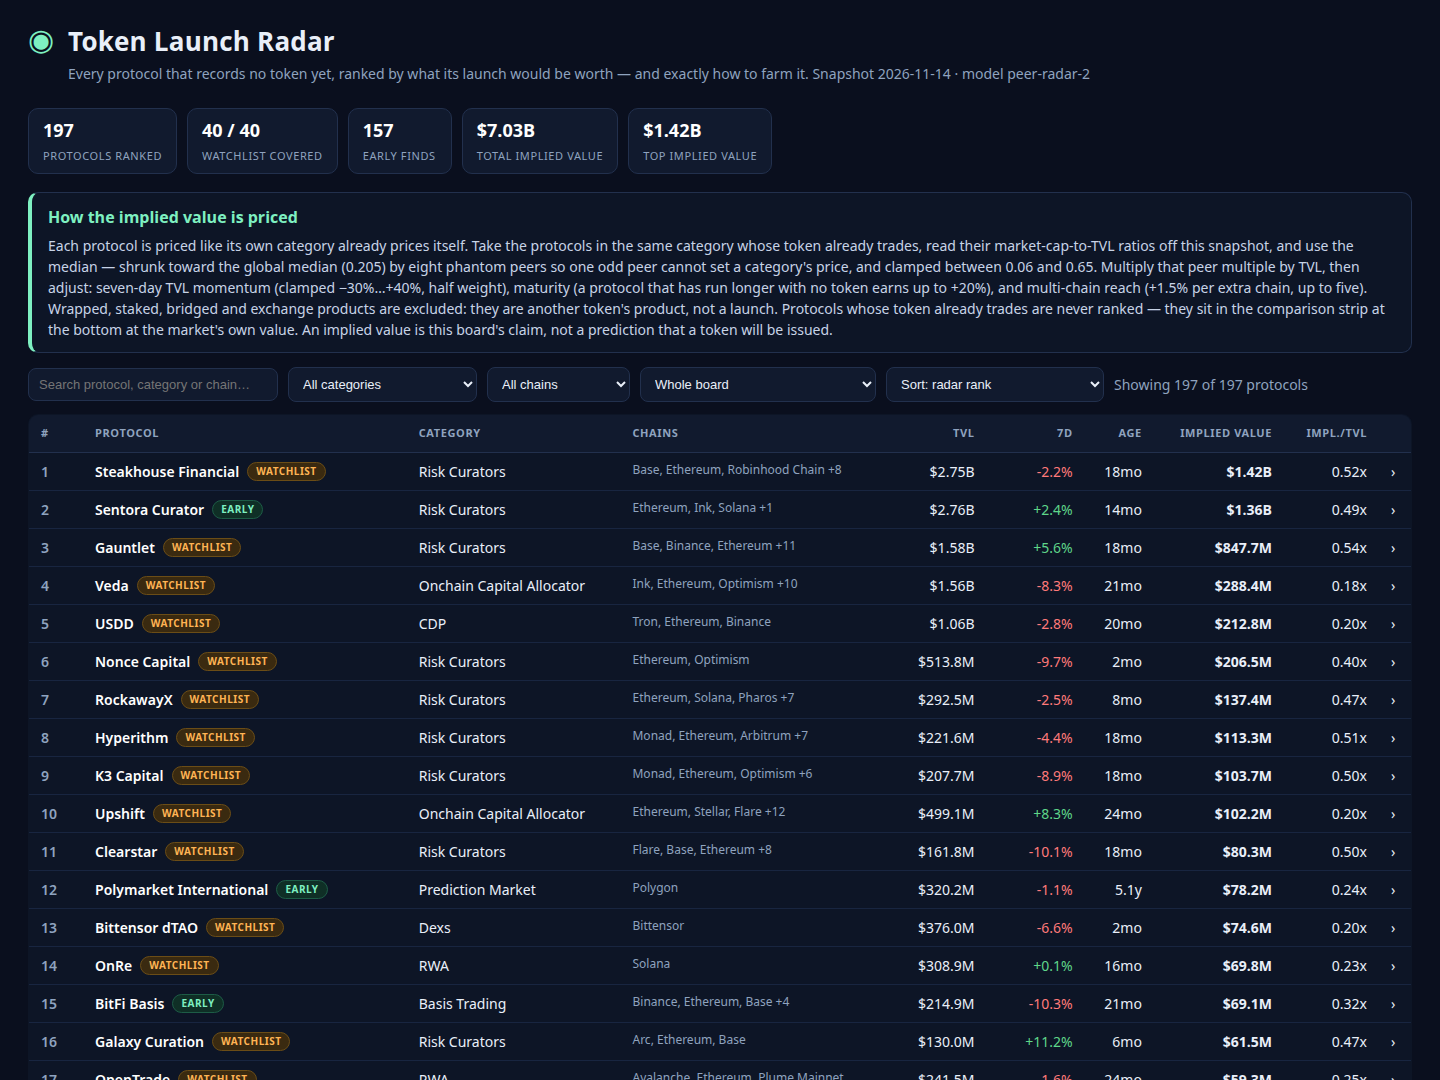 Token Launch Radar
Every protocol that records no token yet, ranked by what its launch would be worth — and exactly how to farm it. Snapshot 2026-11-14 · model peer-radar-2
197
PROTOCOLS RANKED
40 / 40
WATCHLIST COVERED
157
EARLY FINDS
$7.03B
TOTAL IMPLIED VALUE
$1.42B
TOP IMPLIED VALUE
How the implied value is priced
Each protocol is priced like its own category already prices itself. Take the protocols in the same category whose token already trades, read their market-cap-to-TVL ratios off this snapshot, and use the
median — shrunk toward the global median (0.205) by eight phantom peers so one odd peer cannot set a category's price, and clamped between 0.06 and 0.65. Multiply that peer multiple by TVL, then
adjust: seven-day TVL momentum (clamped −30%…+40%, half weight), maturity (a protocol that has run longer with no token earns up to +20%), and multi-chain reach (+1.5% per extra chain, up to five).
Wrapped, staked, bridged and exchange products are excluded: they are another token's product, not a launch. Protocols whose token already trades are never ranked — they sit in the comparison strip at
the bottom at the market's own value. An implied value is this board's claim, not a prediction that a token will be issued.
Search protocol, category or chain… All categories All chains Whole board Sort: radar rank Showing 197 of 197 protocols
# PROTOCOL CATEGORY CHAINS TVL 7D AGE IMPLIED VALUE IMPL./TVL
1 Steakhouse Financial WATCHLIST Risk Curators Base, Ethereum, Robinhood Chain +8 $2.75B -2.2% 18mo $1.42B 0.52x ›
2 Sentora Curator EARLY Risk Curators Ethereum, Ink, Solana +1 $2.76B +2.4% 14mo $1.36B 0.49x ›
3 Gauntlet WATCHLIST Risk Curators Base, Binance, Ethereum +11 $1.58B +5.6% 18mo $847.7M 0.54x ›
4 Veda WATCHLIST Onchain Capital Allocator Ink, Ethereum, Optimism +10 $1.56B -8.3% 21mo $288.4M 0.18x ›
5 USDD WATCHLIST CDP Tron, Ethereum, Binance $1.06B -2.8% 20mo $212.8M 0.20x ›
6 Nonce Capital WATCHLIST Risk Curators Ethereum, Optimism $513.8M -9.7% 2mo $206.5M 0.40x ›
7 RockawayX WATCHLIST Risk Curators Ethereum, Solana, Pharos +7 $292.5M -2.5% 8mo $137.4M 0.47x ›
8 Hyperithm WATCHLIST Risk Curators Monad, Ethereum, Arbitrum +7 $221.6M -4.4% 18mo $113.3M 0.51x ›
9 K3 Capital WATCHLIST Risk Curators Monad, Ethereum, Optimism +6 $207.7M -8.9% 18mo $103.7M 0.50x ›
10 Upshift WATCHLIST Onchain Capital Allocator Ethereum, Stellar, Flare +12 $499.1M +8.3% 24mo $102.2M 0.20x ›
11 Clearstar WATCHLIST Risk Curators Flare, Base, Ethereum +8 $161.8M -10.1% 18mo $80.3M 0.50x ›
12 Polymarket International EARLY Prediction Market Polygon $320.2M -1.1% 5.1y $78.2M 0.24x ›
13 Bittensor dTAO WATCHLIST Dexs Bittensor $376.0M -6.6% 2mo $74.6M 0.20x ›
14 OnRe WATCHLIST RWA Solana $308.9M +0.1% 16mo $69.8M 0.23x ›
15 BitFi Basis EARLY Basis Trading Binance, Ethereum, Base +4 $214.9M -10.3% 21mo $69.1M 0.32x ›
16 Galaxy Curation WATCHLIST Risk Curators Arc, Ethereum, Base $130.0M +11.2% 6mo $61.5M 0.47x ›
17 OpenTrade WATCHLIST RWA Avalanche, Ethereum, Plume Mainnet $241.5M -1.6% 24mo $59.3M 0.25x